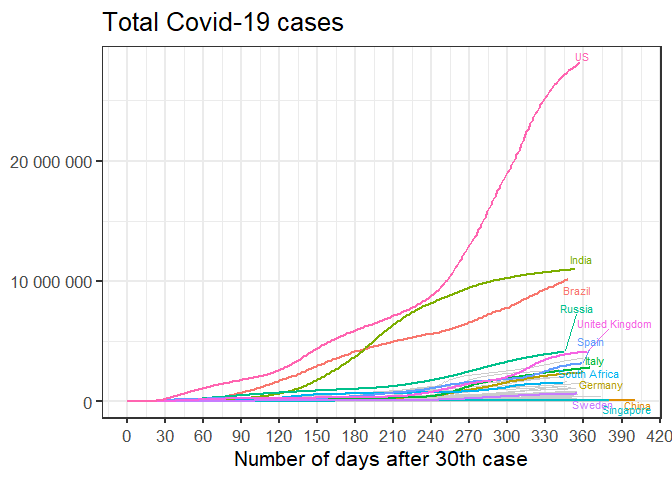 Total Covid-19 cases
US
20 000 000
India
10 000 000
Brazil
Russia
United Kingdom
Spain
Italy
South Africa
Germany
0
Sweden
China
Singapore
0 30 60 90 120 150 180 210 240 270 300 330 360 390 420
Number of days after 30th case